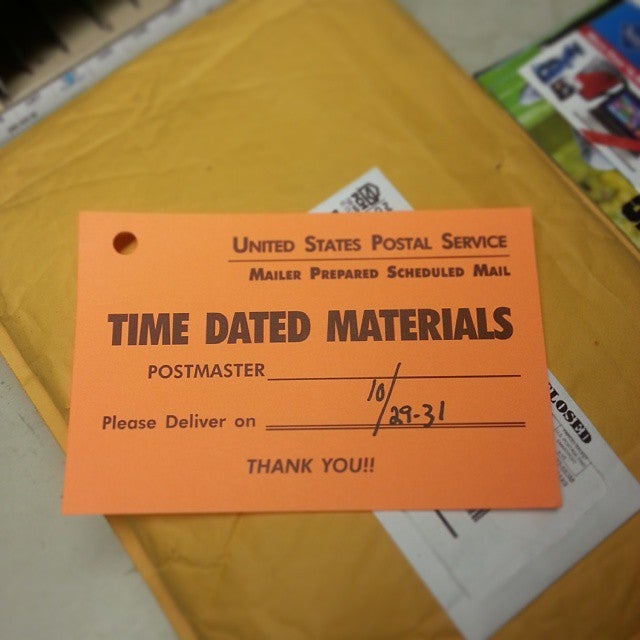 UNITED STATES POSTAL SERVICE
MAILER PREPARED SCHEDULED MAIL
TIME DATED MATERIALS
POSTMASTER
Please Deliver on 10/29-31
THANK YOU!!